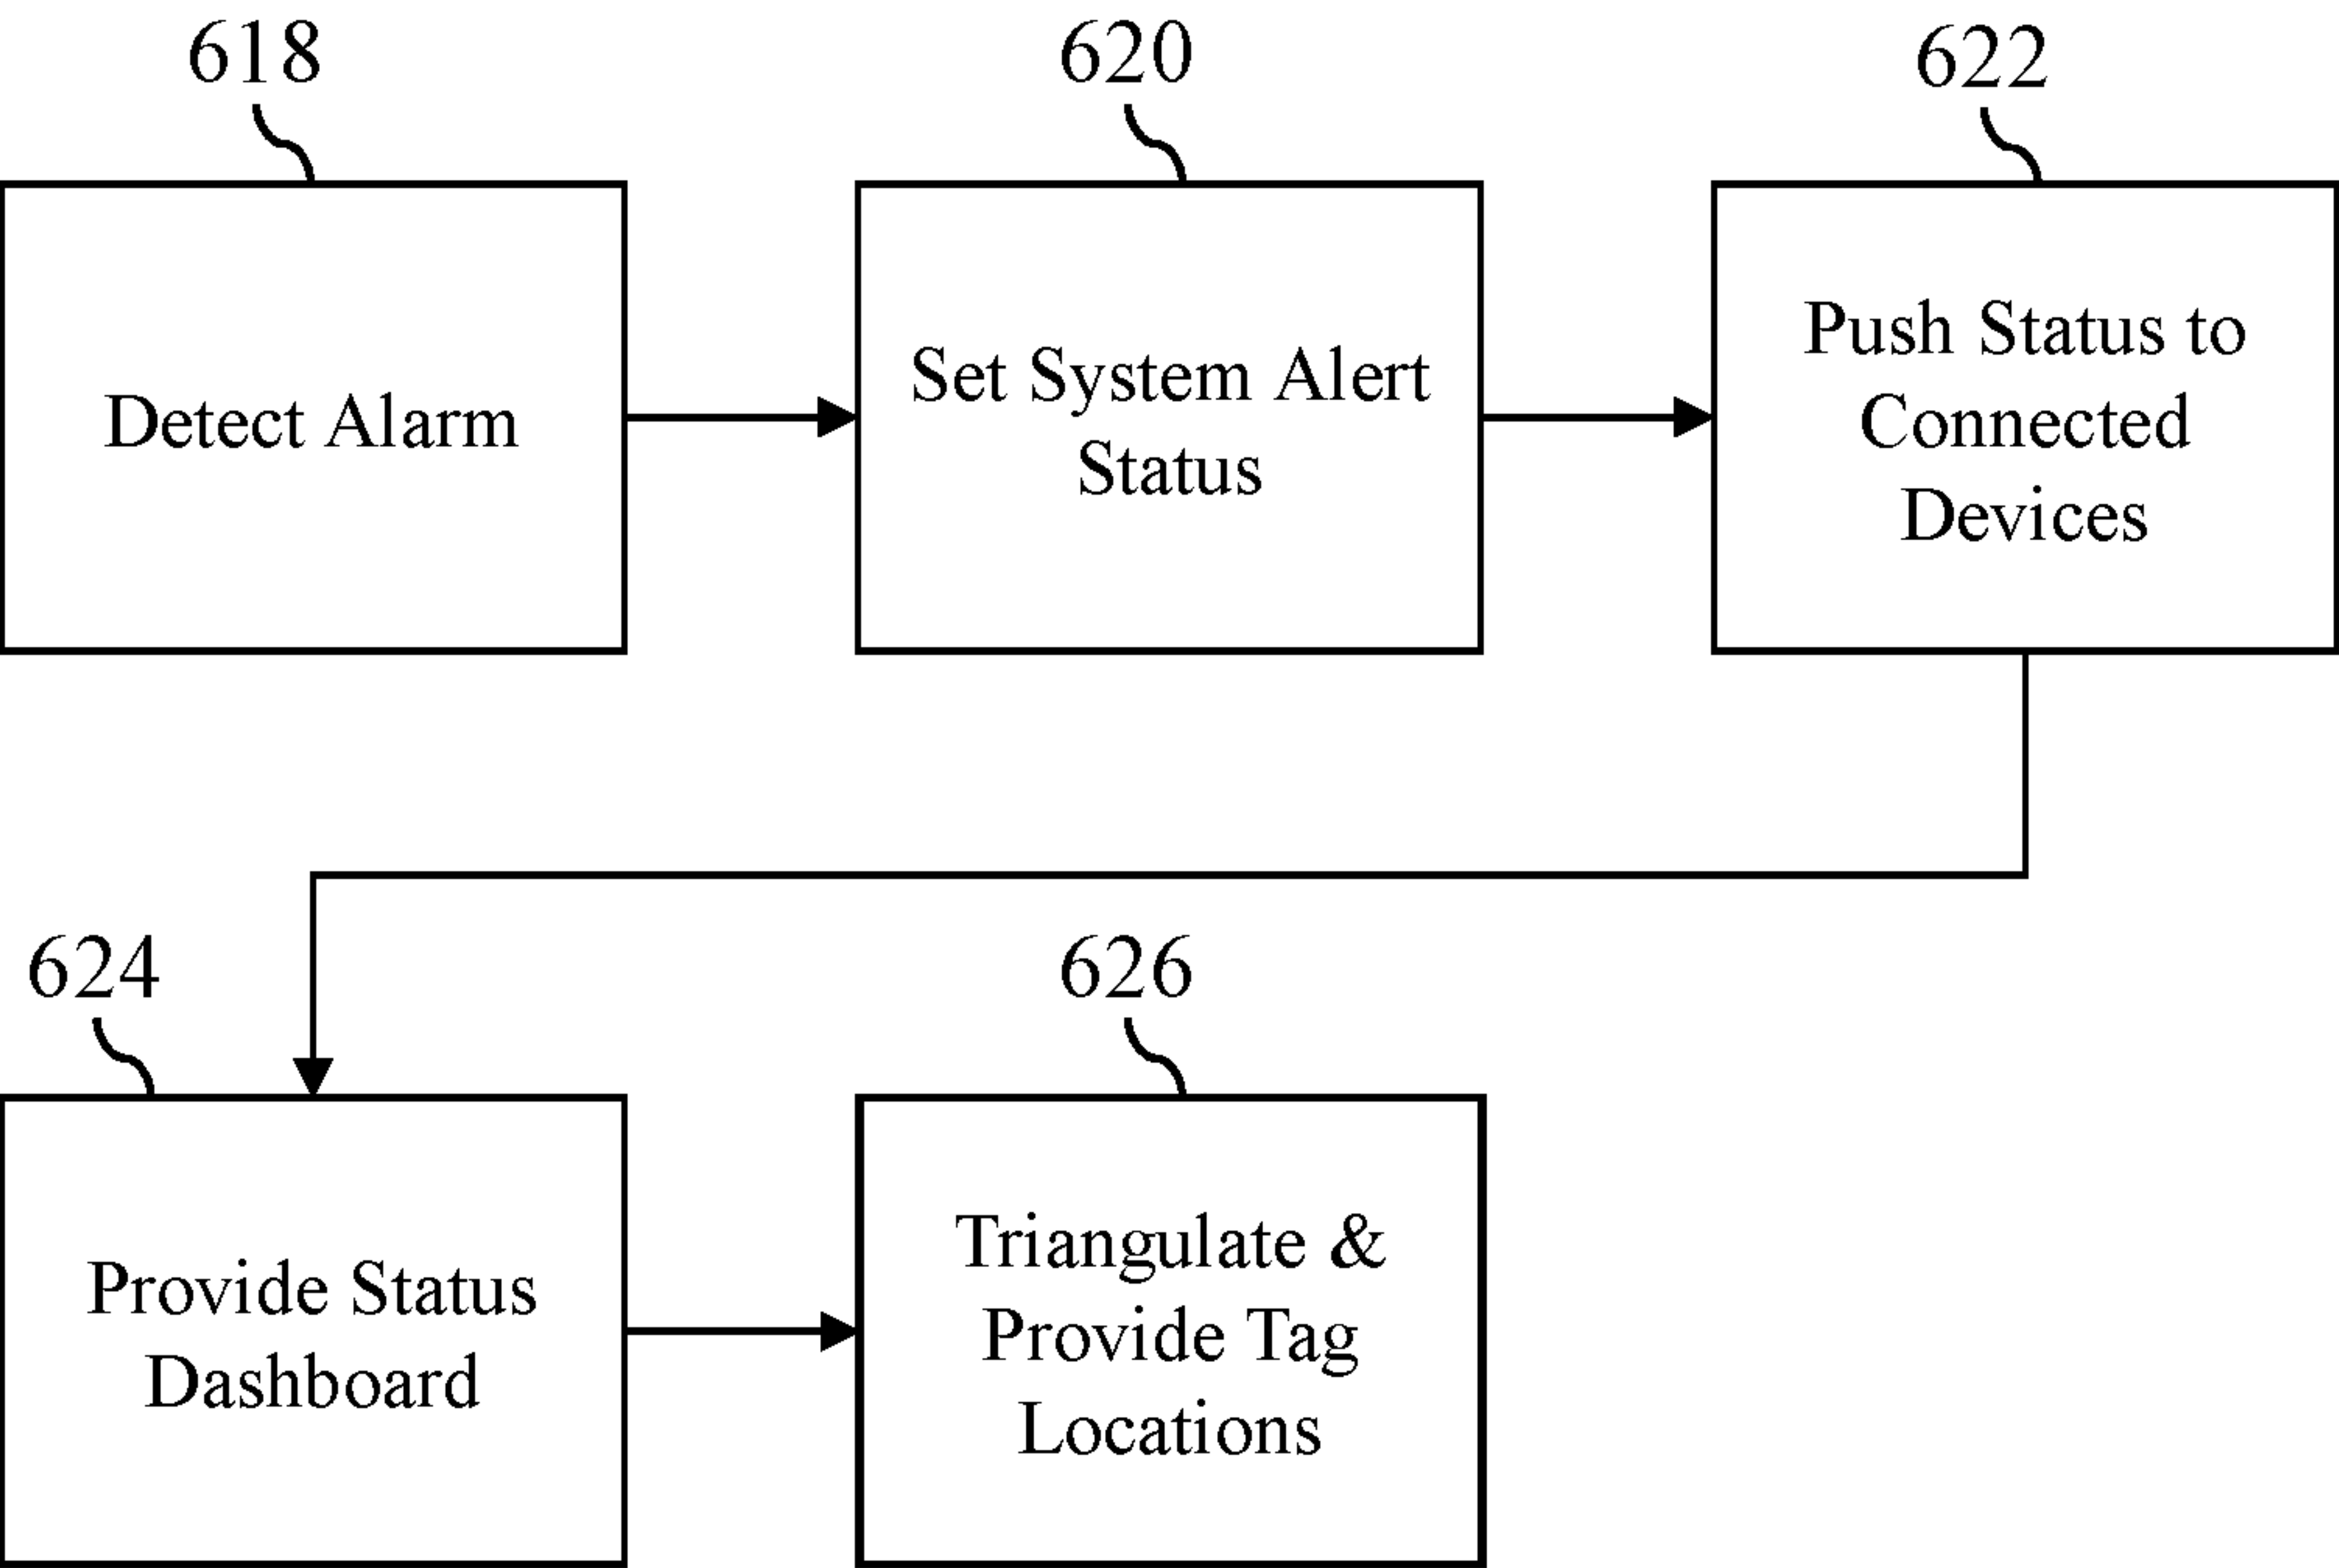 618
620
622
Detect Alarm
Set System Alert
Status
Push Status to
Connected
Devices
624
626
Provide Status
Dashboard
Triangulate &
Provide Tag
Locations